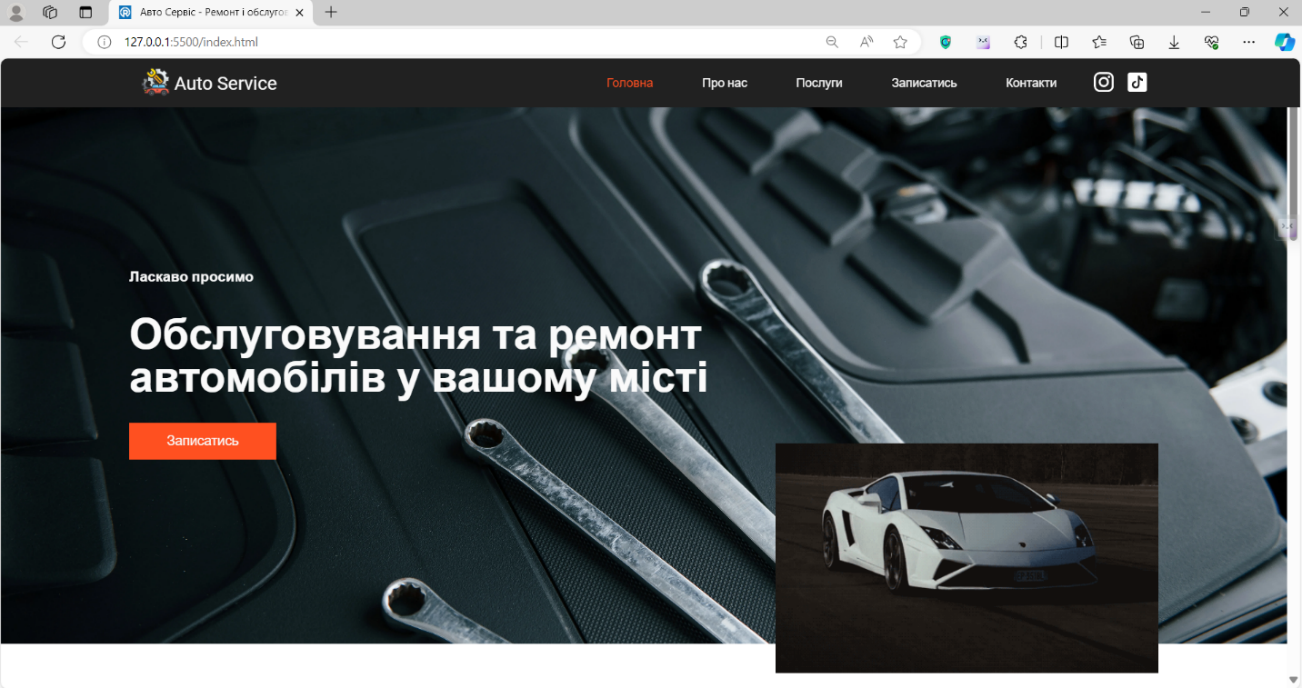 Авто Сервіс - Ремонт і обслугов
127.0.0.1:5500/index.html
Auto Service
Головна
Про нас
Послуги
Записатись
Контакти
Ласкаво просимо
Обслуговування та ремонт
автомобілів у вашому місті
Записатись